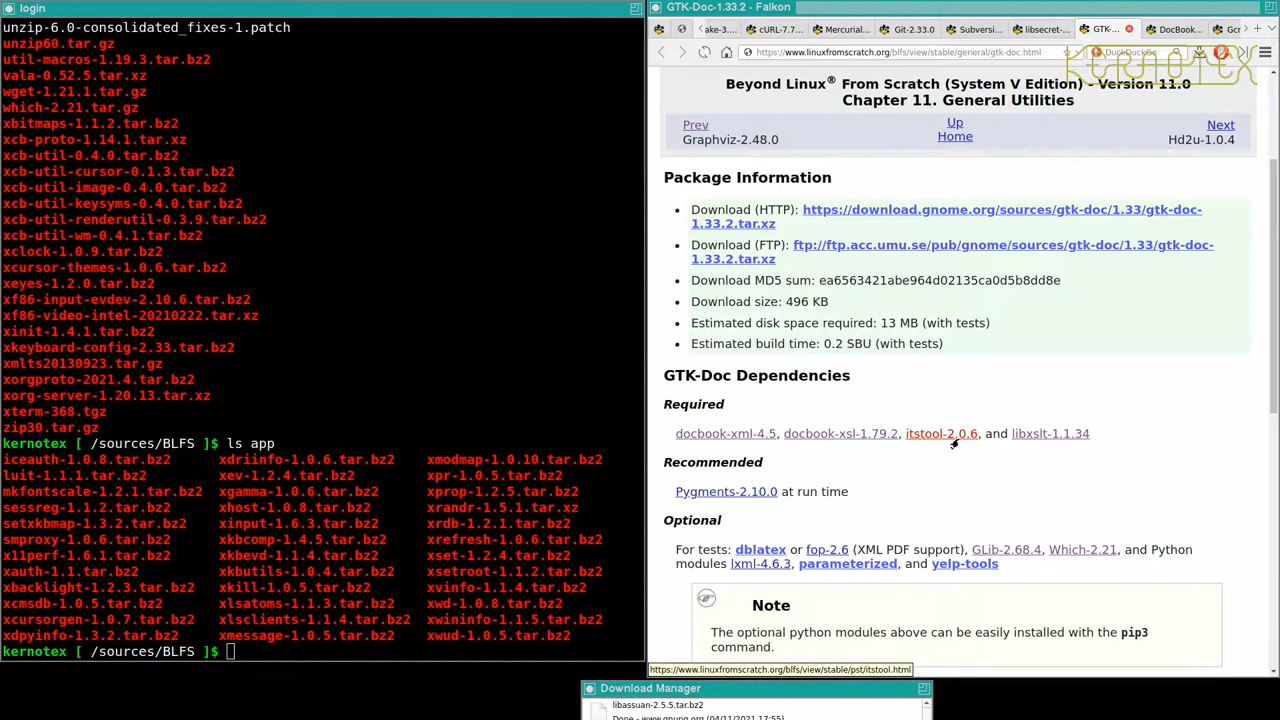 login
unzip-6.0-consolidated_fixes-1.patch
unzip60.tar.gz
util-macros-1.19.3.tar.bz2
vala-0.52.5.tar.xz
wget-1.21.1.tar.gz
which-2.21.tar.gz
xbitmaps-1.1.2.tar.bz2
xcb-proto-1.14.1.tar.xz
xcb-util-0.4.0.tar.bz2
xcb-util-cursor-0.1.3.tar.bz2
xcb-util-image-0.4.0.tar.bz2
xcb-util-keysyms-0.4.0.tar.bz2
xcb-util-renderutil-0.3.9.tar.bz2
xcb-util-wm-0.4.1.tar.bz2
xclock-1.0.9.tar.bz2
xcursor-themes-1.0.6.tar.bz2
xeyes-1.2.0.tar.bz2
xf86-input-evdev-2.10.6.tar.bz2
xf86-video-intel-20210222.tar.xz
xinit-1.4.1.tar.bz2
xkeyboard-config-2.33.tar.bz2
xmlts20130923.tar.gz
xorgproto-2021.4.tar.bz2
xorg-server-1.20.13.tar.xz
xterm-368.tgz
zip30.tar.gz
kernotex [ /sources/BLFS ]$ ls app
iceauth-1.0.8.tar.bz2 xdriinfo-1.0.6.tar.bz2 xmodmap-1.0.10.tar.bz2
luit-1.1.1.tar.bz2 xev-1.2.4.tar.bz2 xpr-1.0.5.tar.bz2
mkfontscale-1.2.1.tar.bz2 xgamma-1.0.6.tar.bz2 xprop-1.2.5.tar.bz2
sessreg-1.1.2.tar.bz2 xhost-1.0.8.tar.bz2 xrandr-1.5.1.tar.xz
setxkbmap-1.3.2.tar.bz2 xinput-1.6.3.tar.bz2 xrdb-1.2.1.tar.bz2
smproxy-1.0.6.tar.bz2 xkbcomp-1.4.5.tar.bz2 xrefresh-1.0.6.tar.bz2
x11perf-1.6.1.tar.bz2 xkbevd-1.1.4.tar.bz2 xset-1.2.4.tar.bz2
xauth-1.1.tar.bz2 xkbutils-1.0.4.tar.bz2 xsetroot-1.1.2.tar.bz2
xbacklight-1.2.3.tar.bz2 xkill-1.0.5.tar.bz2 xvinfo-1.1.4.tar.bz2
xcmsdb-1.0.5.tar.bz2 xlsatoms-1.1.3.tar.bz2 xwd-1.0.8.tar.bz2
xcursorgen-1.0.7.tar.bz2 xlsclients-1.1.4.tar.bz2 xwininfo-1.1.5.tar.bz2
xdpyinfo-1.3.2.tar.bz2 xmessage-1.0.5.tar.bz2 xwud-1.0.5.tar.bz2
kernotex [ /sources/BLFS ]$
GTK-Doc-1.33.2 - Falkon
ake-3.... cURL-7.7... Mercurial... Git-2.33.0 Subversi... libsecret-... GTK-... DocBook... Gcr
https://www.linuxfromscratch.org/blfs/view/stable/general/gtk-doc.html DuckDuckGo
KERNOTEX
Beyond Linux® From Scratch (System V Edition) - Version 11.0
Chapter 11. General Utilities
Prev Up Next
Graphviz-2.48.0 Home Hd2u-1.0.4
Package Information
• Download (HTTP): https://download.gnome.org/sources/gtk-doc/1.33/gtk-doc-
1.33.2.tar.xz
• Download (FTP): ftp://ftp.acc.umu.se/pub/gnome/sources/gtk-doc/1.33/gtk-doc-
1.33.2.tar.xz
• Download MD5 sum: ea6563421abe964d02135ca0d5b8dd8e
• Download size: 496 KB
• Estimated disk space required: 13 MB (with tests)
• Estimated build time: 0.2 SBU (with tests)
GTK-Doc Dependencies
Required
docbook-xml-4.5, docbook-xsl-1.79.2, itstool-2.0.6, and libxslt-1.1.34
Recommended
Pygments-2.10.0 at run time
Optional
For tests: dblatex or fop-2.6 (XML PDF support), GLib-2.68.4, Which-2.21, and Python
modules lxml-4.6.3, parameterized, and yelp-tools
Note
The optional python modules above can be easily installed with the pip3
command.
https://www.linuxfromscratch.org/blfs/view/stable/pst/itstool.html
Download Manager
libassuan-2.5.5.tar.bz2
Done - www.gnupg.org (04/11/2021 17:55)